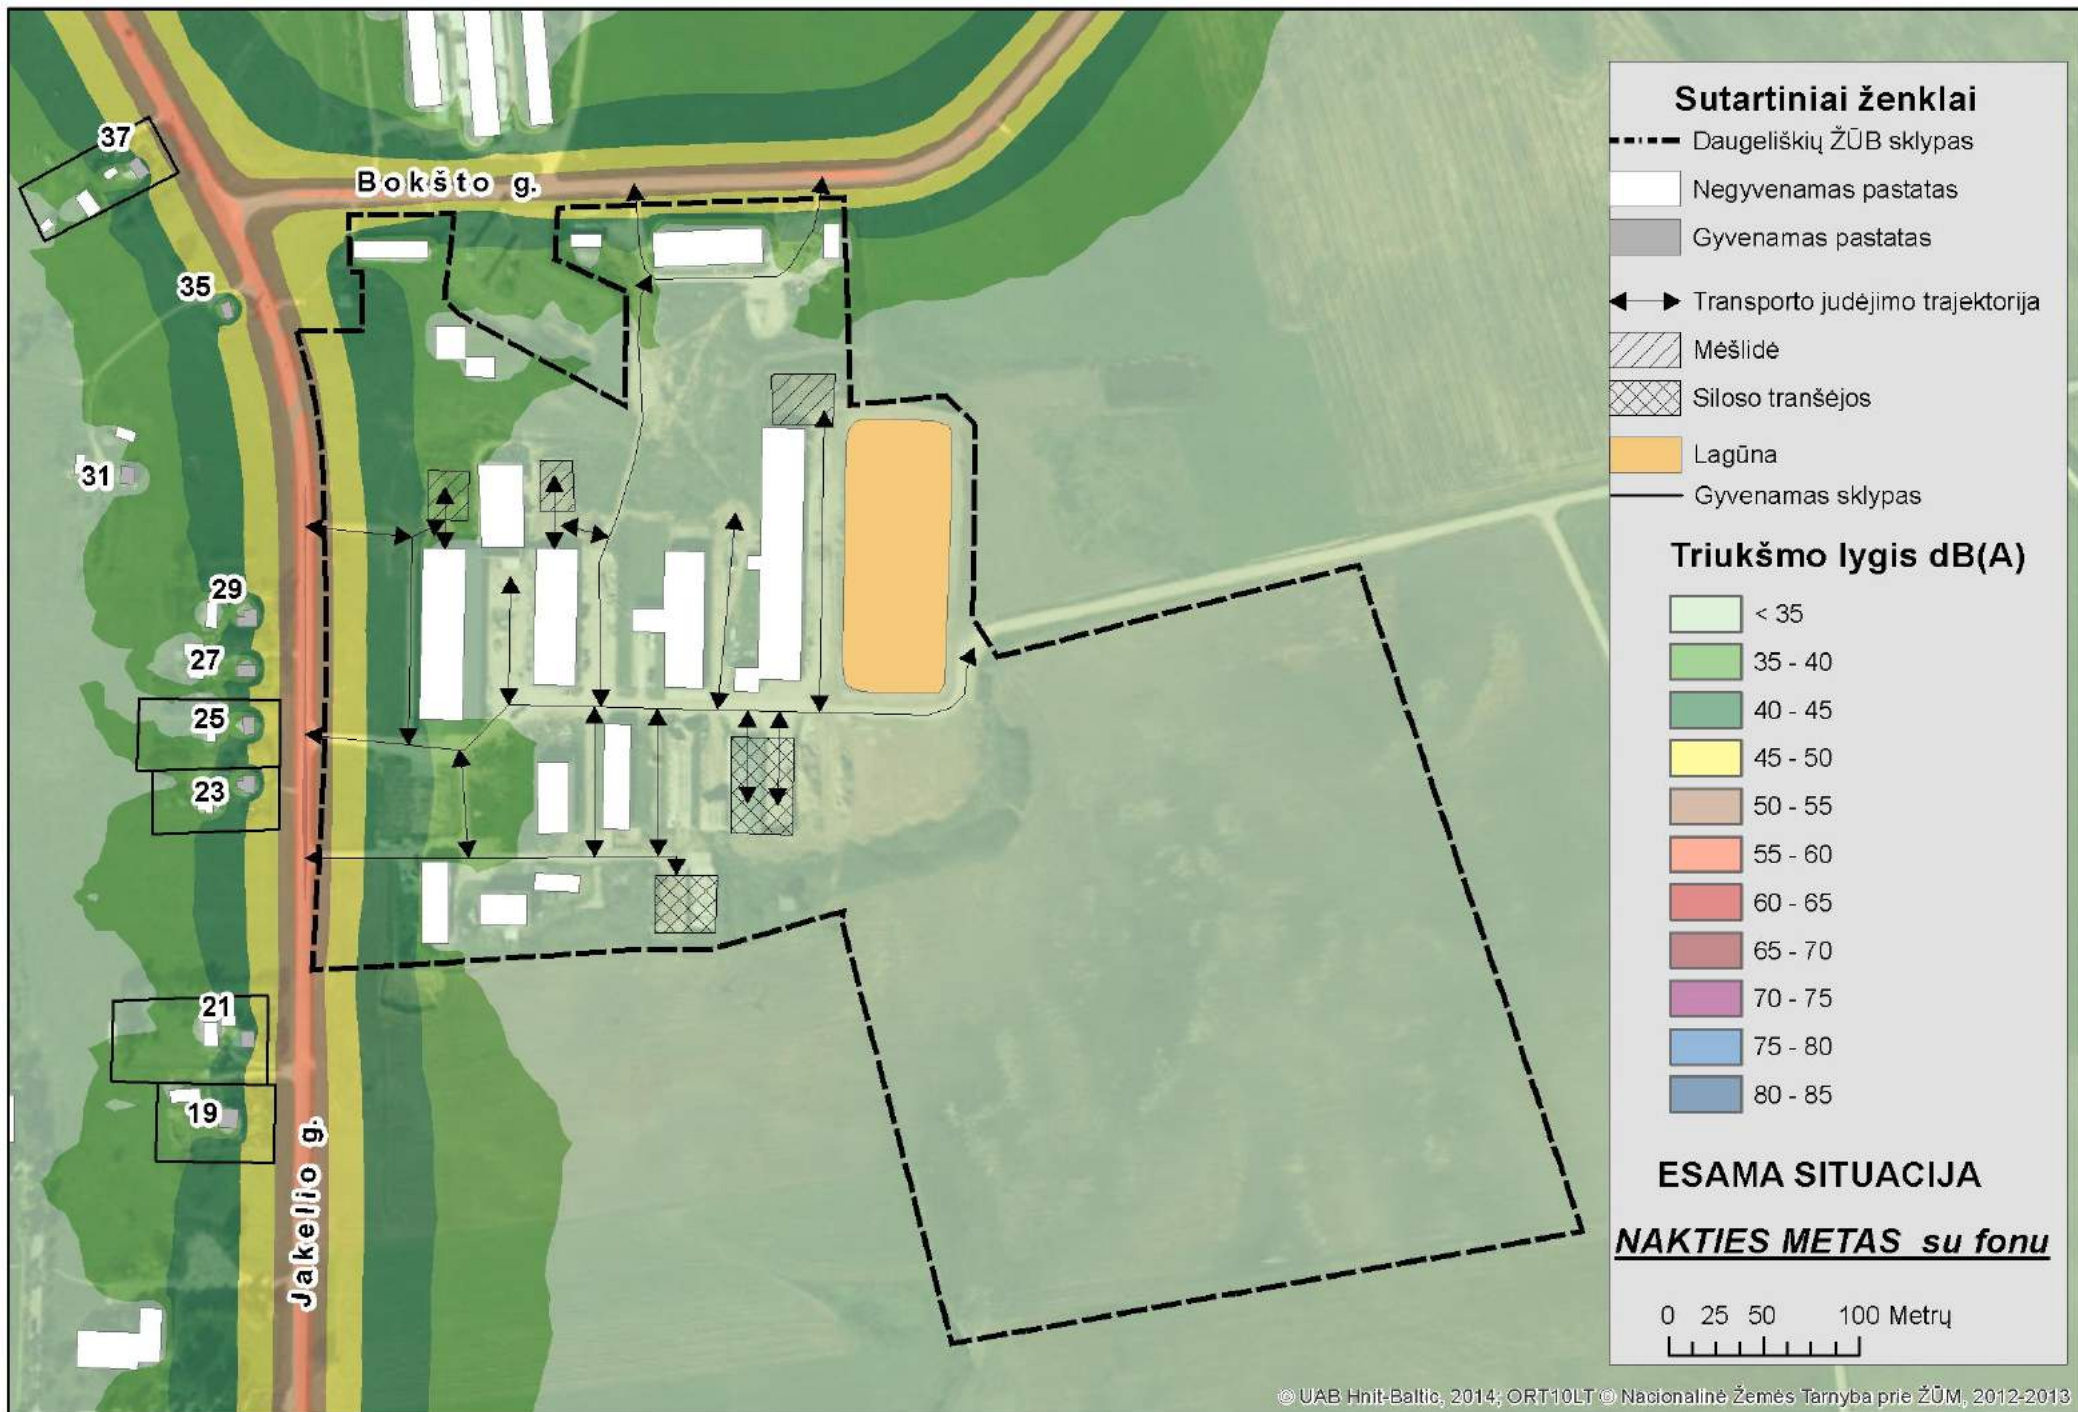 37
Bokšto g.
35
31
29
27
25
23
21
19
Jakelio g.
Sutartiniai ženklai
Daugeliškių ŽŪB sklypas
Negyvenamas pastatas
Gyvenamas pastatas
Transporto judėjimo trajektorija
Mėšlidė
Siloso tranšėjos
Lagūna
Gyvenamas sklypas
Triukšmo lygis dB(A)
< 35
35 - 40
40 - 45
45 - 50
50 - 55
55 - 60
60 - 65
65 - 70
70 - 75
75 - 80
80 - 85
ESAMA SITUACIJA
NAKTIES METAS su fonu
0 25 50 100 Metrų
© UAB Hnit-Baltic, 2014; ORT10LT © Nacionalinė Žemės Tarnyba prie ŽŪM, 2012-2013